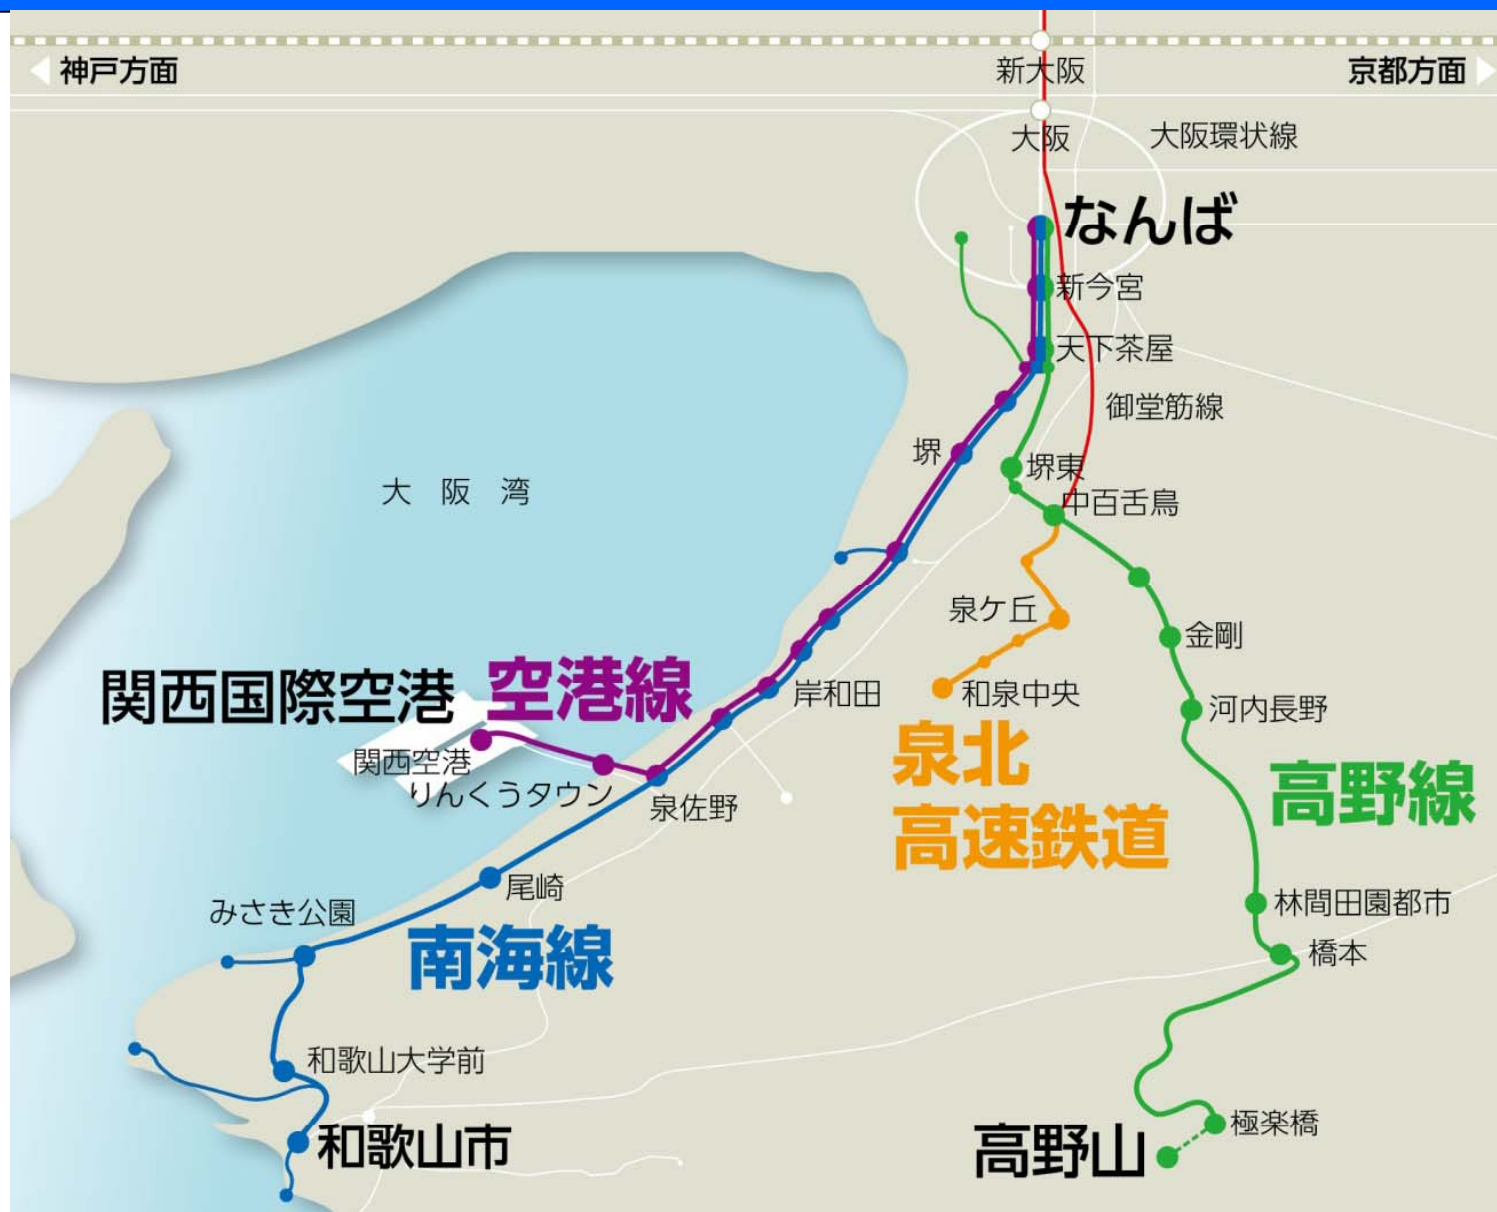 神戸方面
新大阪
京都方面
大阪
大阪環状線
なんば
新今宮
天下茶屋
御堂筋線
堺
堺東
大阪湾
中百舌鳥
泉ケ丘
金剛
関西国際空港
空港線
岸和田
和泉中央
河内長野
関西空港
りんくうタウン
泉佐野
泉北
高速鉄道
高野線
尾崎
みさき公園
林間田園都市
南海線
橋本
和歌山大学前
和歌山市
極楽橋
高野山